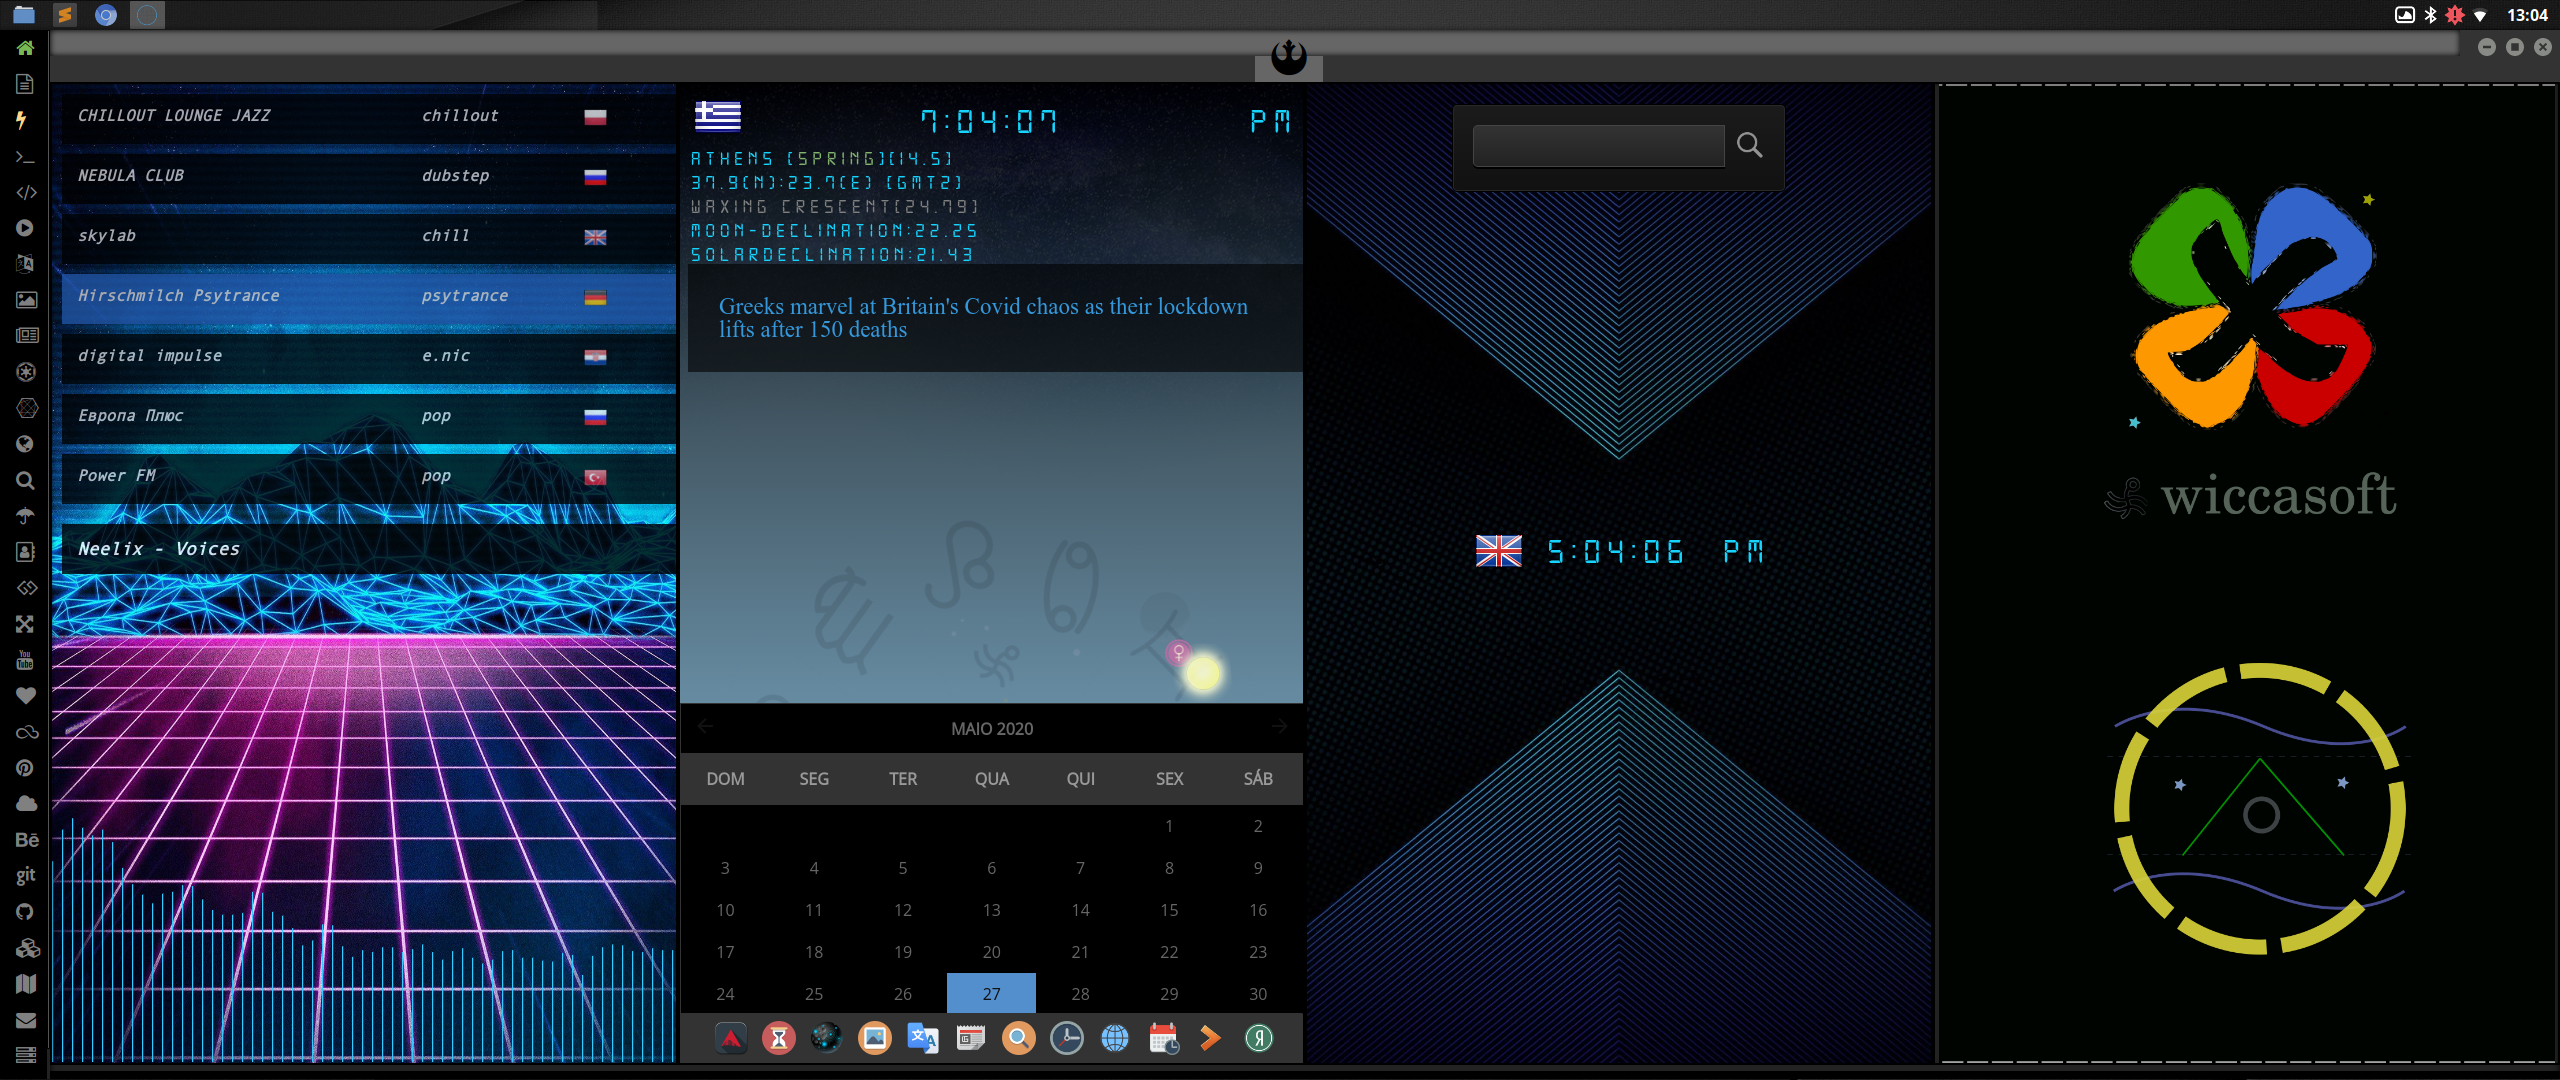 13:04
CHILLOUT LOUNGE JAZZ chillout
NEBULA CLUB dubstep
skylab chill
Hirschmilch Psytrance psytrance
digital impulse e.nic
Европа Плюс pop
Power FM pop
Neelix - Voices
You
Tube
Bē
git
7:04:07 PM
ATHENS [SPRING][14.5]
37.9(N):23.7(E) [GMT2]
WAXING CRESCENT[24.79]
MOON-DECLINATION:22.25
SOLARDECLINATION:21.43
Greeks marvel at Britain's Covid chaos as their lockdown
lifts after 150 deaths
MAIO 2020
DOM SEG TER QUA QUI SEX SÁB
1 2
3 4 5 6 7 8 9
10 11 12 13 14 15 16
17 18 19 20 21 22 23
24 25 26 27 28 29 30
5:04:06 PM
wiccasoft